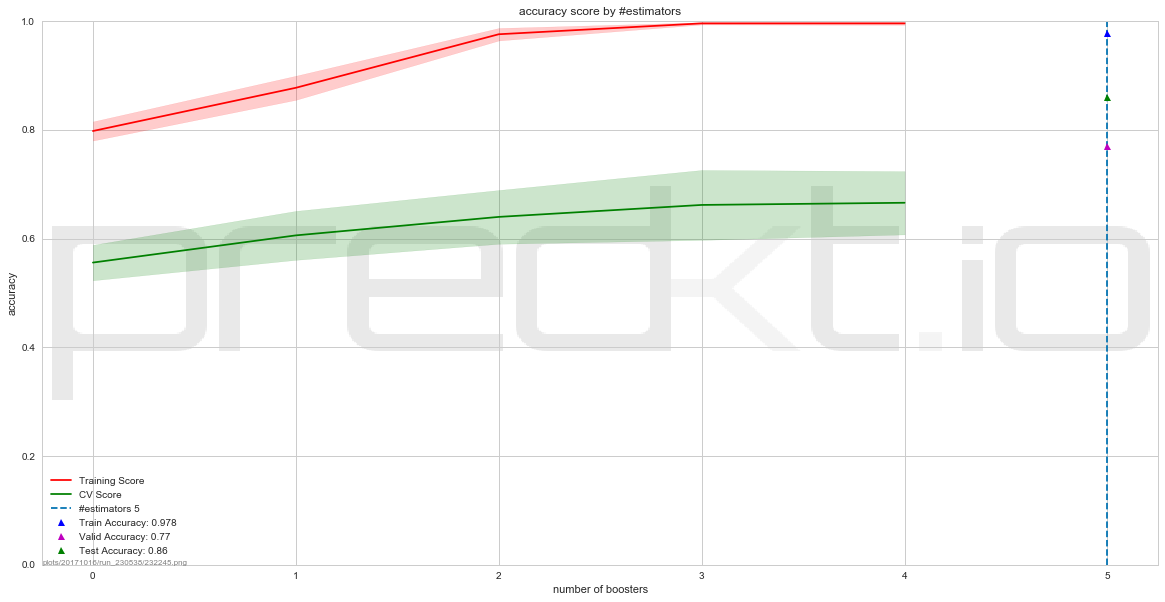 accuracy score by #estimators
1.0
0.8
0.6
0.4
0.2
0.0
accuracy
predkt.io
Training Score
CV Score
#estimators 5
Train Accuracy: 0.978
Valid Accuracy: 0.77
Test Accuracy: 0.86
plots/20171016/run_230538/232245.png
0 1 2 3 4 5
number of boosters